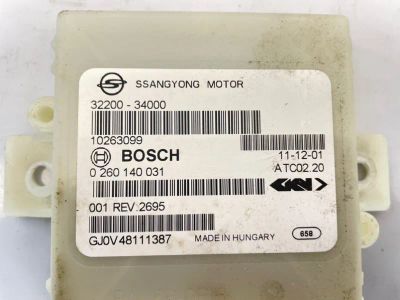 SSANGYONG MOTOR
32200 - 34000
10263099
BOSCH 11-12-01
0 260 140 031 ATC02.20
GKN
001 REV.2695
GJ0V48111387 MADE IN HUNGARY 658